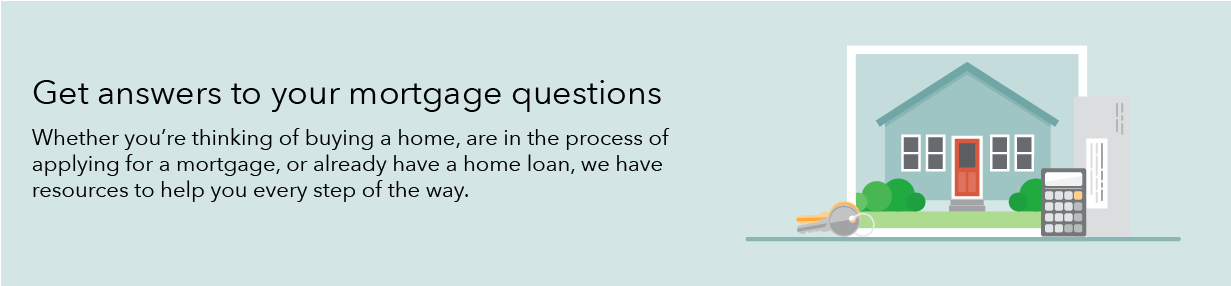 Get answers to your mortgage questions
Whether you’re thinking of buying a home, are in the process of
applying for a mortgage, or already have a home loan, we have
resources to help you every step of the way.